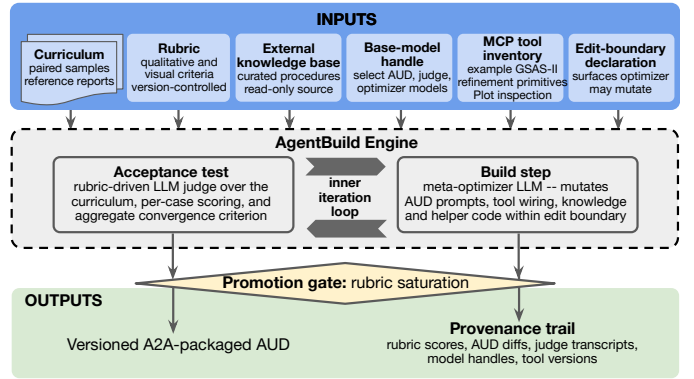 INPUTS
Curriculum
paired samples
reference reports
Rubric
qualitative and
visual criteria
version-controlled
External
knowledge base
curated procedures
read-only source
Base-model
handle
select AUD, judge,
optimizer models
MCP tool
inventory
example GSAS-II
refinement primitives
Plot inspection
Edit-boundary
declaration
surfaces optimizer
may mutate
AgentBuild Engine
Acceptance test
rubric-driven LLM judge over the
curriculum, per-case scoring, and
aggregate convergence criterion
inner
iteration
loop
Build step
meta-optimizer LLM -- mutates
AUD prompts, tool wiring, knowledge
and helper code within edit boundary
Promotion gate: rubric saturation
OUTPUTS
Versioned A2A-packaged AUD
Provenance trail
rubric scores, AUD diffs, judge transcripts,
model handles, tool versions